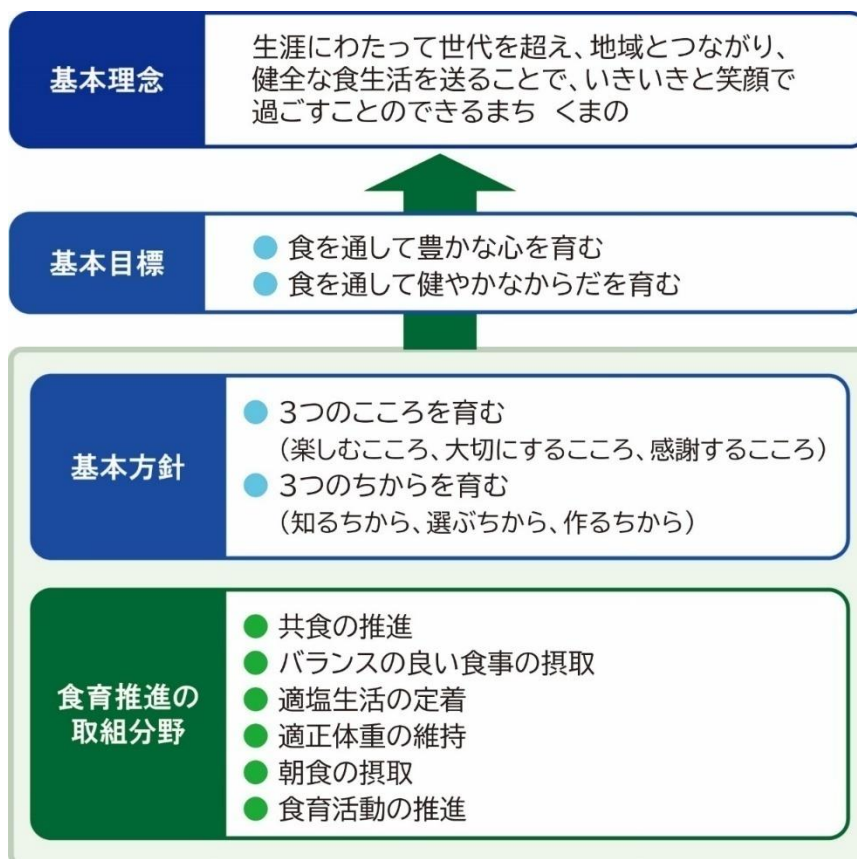 基本理念
生涯にわたって世代を超え、地域とつながり、
健全な食生活を送ることで、いきいきと笑顔で
過ごすことのできるまち くまの
基本目標
● 食を通して豊かな心を育む
● 食を通して健やかなからだを育む
基本方針
● 3つのこころを育む
(楽しむこころ、大切にするこころ、感謝するこころ)
● 3つのちからを育む
(知るちから、選ぶちから、作るちから)
食育推進の
取組分野
● 共食の推進
● バランスの良い食事の摂取
● 適塩生活の定着
● 適正体重の維持
● 朝食の摂取
● 食育活動の推進